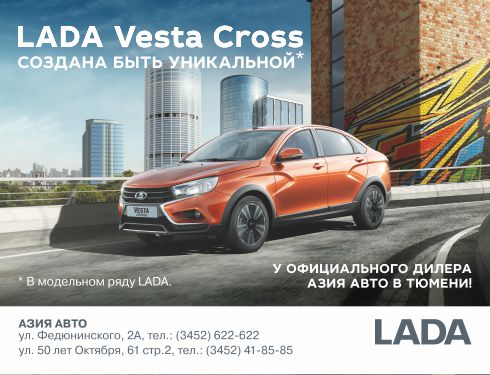 LADA Vesta Cross
СОЗДАНА БЫТЬ УНИКАЛЬНОЙ*
VESTA
* В модельном ряду LADA.
У ОФИЦИАЛЬНОГО ДИЛЕРА
АЗИЯ АВТО В ТЮМЕНИ!
АЗИЯ АВТО
ул. Федюнинского, 2А, тел.: (3452) 622-622
ул. 50 лет Октября, 61 стр.2, тел.: (3452) 41-85-85
LADA